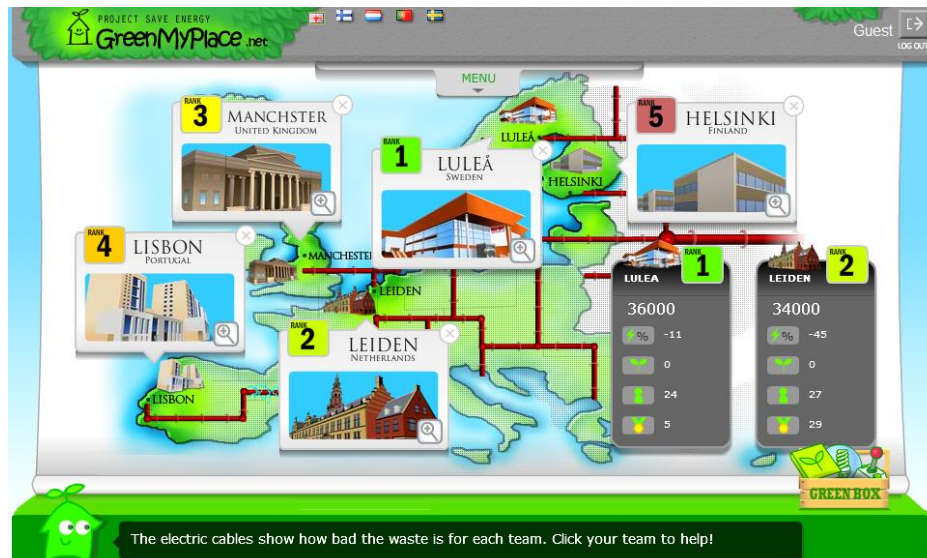 PROJECT SAVE ENERGY
GreenMyPlace.net
Guest
LOG OUT
MENU
RANK
3
MANCHSTER
UNITED KINGDOM
RANK
1
LULEÅ
SWEDEN
RANK
5
HELSINKI
FINLAND
LULEÅ
HELSINKI
RANK
4
LISBON
PORTUGAL
MANCHESTE
LEIDEN
RANK
2
LEIDEN
NETHERLANDS
LISBON
LULEA
RANK
1
36000
% -11
0
24
5
LEIDEN
RANK
2
34000
% -45
0
27
29
GREEN BOX
The electric cables show how bad the waste is for each team. Click your team to help!